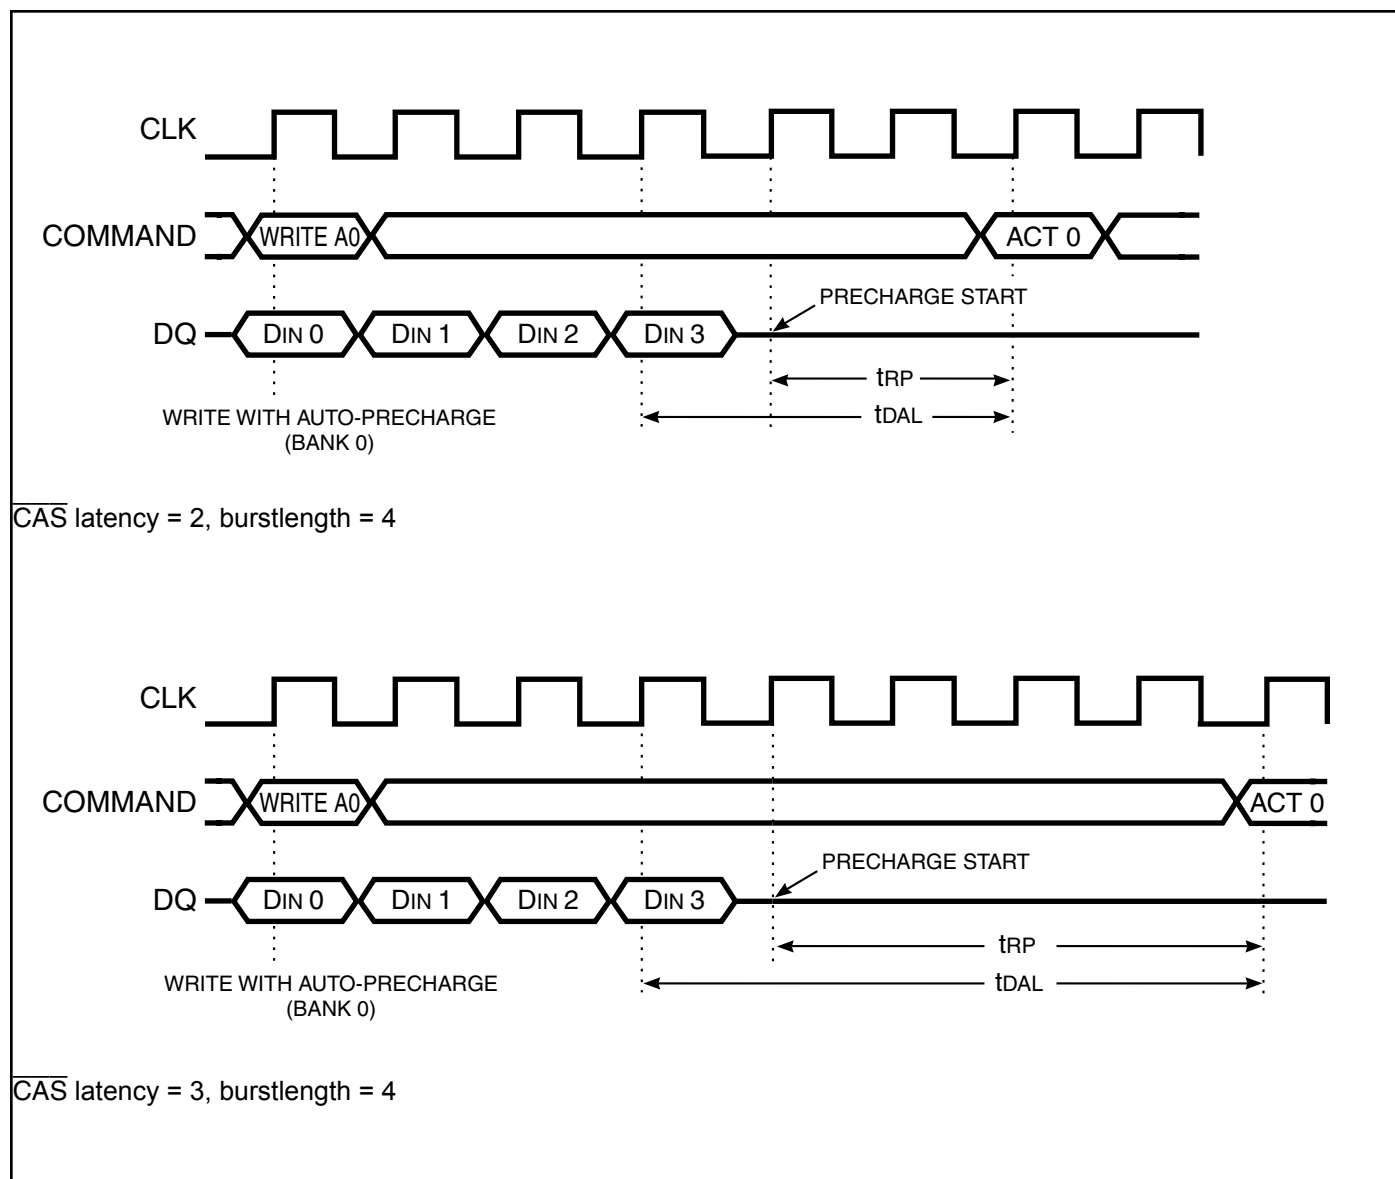 CLK
COMMAND WRITE A0 ACT 0
PRECHARGE START
DQ DIN 0 DIN 1 DIN 2 DIN 3
tRP
WRITE WITH AUTO-PRECHARGE tDAL
(BANK 0)
CAS latency = 2, burstlength = 4
CLK
COMMAND WRITE A0 ACT 0
PRECHARGE START
DQ DIN 0 DIN 1 DIN 2 DIN 3
tRP
WRITE WITH AUTO-PRECHARGE tDAL
(BANK 0)
CAS latency = 3, burstlength = 4